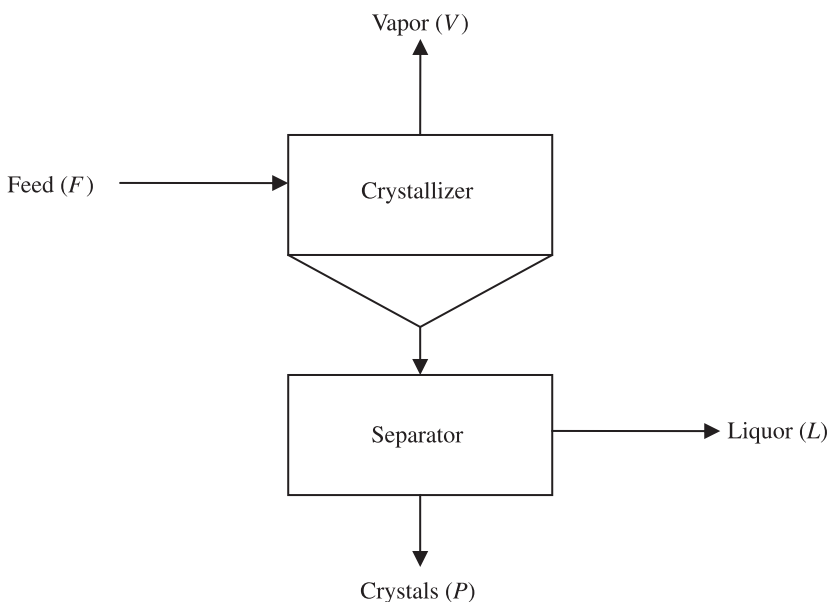 Vapor (V)
Feed (F)
Crystallizer
Separator
Liquor (L)
Crystals (P)